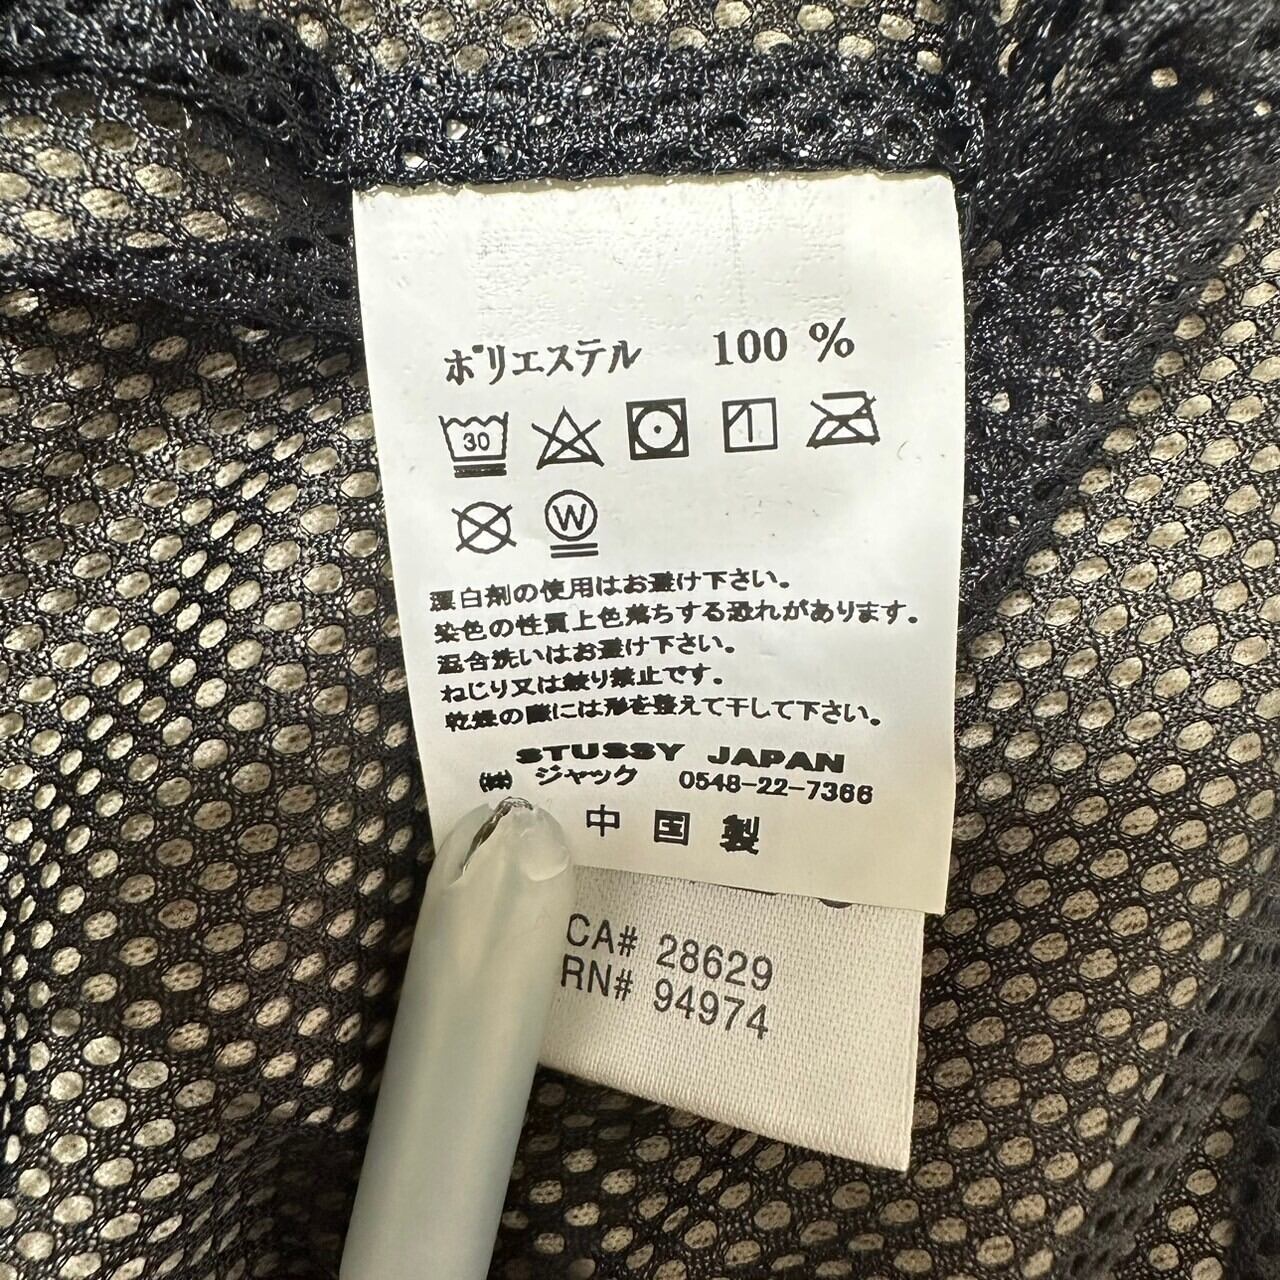 ポリエステル 100 %
30
1
W
漂白剤の使用はお避け下さい。
染色の性質上色落ちする恐れがあります。
混合洗いはお避け下さい。
ねじり又は絞り禁止です。
乾燥の際には形を整えて干して下さい。
STUSSY JAPAN
㈱ ジャック 0548-22-7366
中国製
CA# 28629
RN# 94974